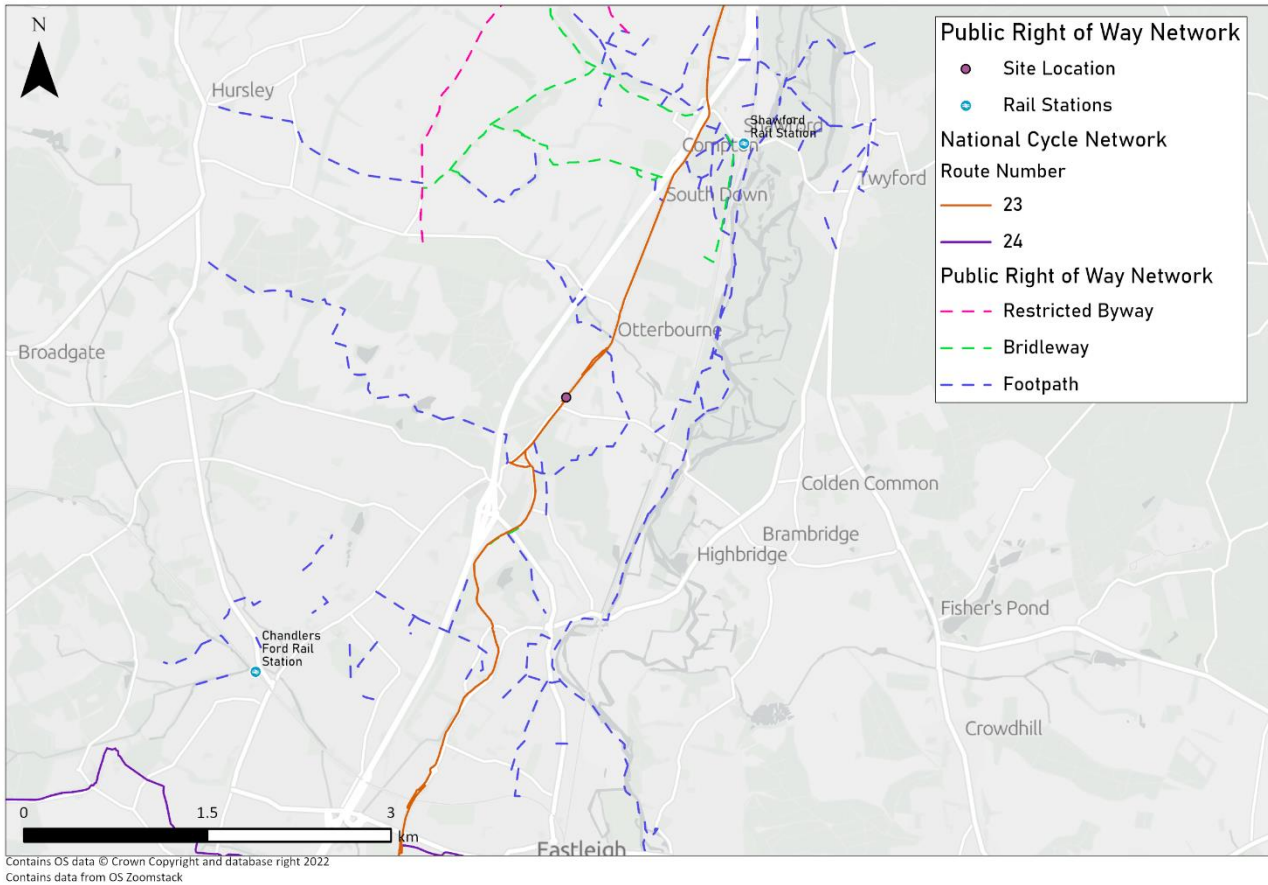 N
Hursley
Shawford
Shawford
Rail Station
Compton
Twyford
South Down
Otterbourne
Broadgate
Colden Common
Brambridge
Highbridge
Fisher's Pond
Chandlers
Ford Rail
Station
Crowdhill
Eastleigh
0 1.5 3
km
Public Right of Way Network
Site Location
Rail Stations
National Cycle Network
Route Number
23
24
Public Right of Way Network
Restricted Byway
Bridleway
Footpath
Contains OS data © Crown Copyright and database right 2022
Contains data from OS Zoomstack